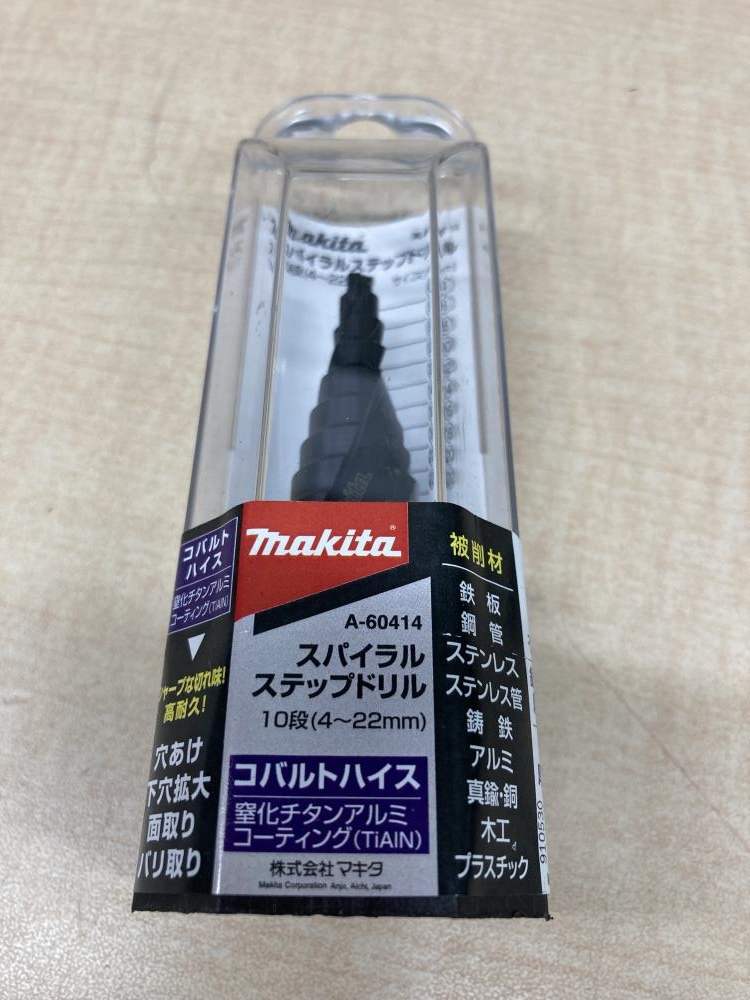 makita
スパイラルステップドリル
makita®
A-60414
スパイラル
ステップドリル
10段(4〜22mm)
コバルトハイス
窒化チタンアルミ
コーティング(TiAlN)
株式会社マキタ
Makita Corporation Anjo, Aichi, Japan
コバルト
ハイス
窒化チタンアルミ
コーティング(TiAlN)
シャープな切れ味!
高耐久!
穴あけ
下穴拡大
面取り
バリ取り
被削材
鉄板
鋼管
ステンレス
ステンレス管
鋳鉄
アルミ
真鍮・銅
木工
プラスチック
910530